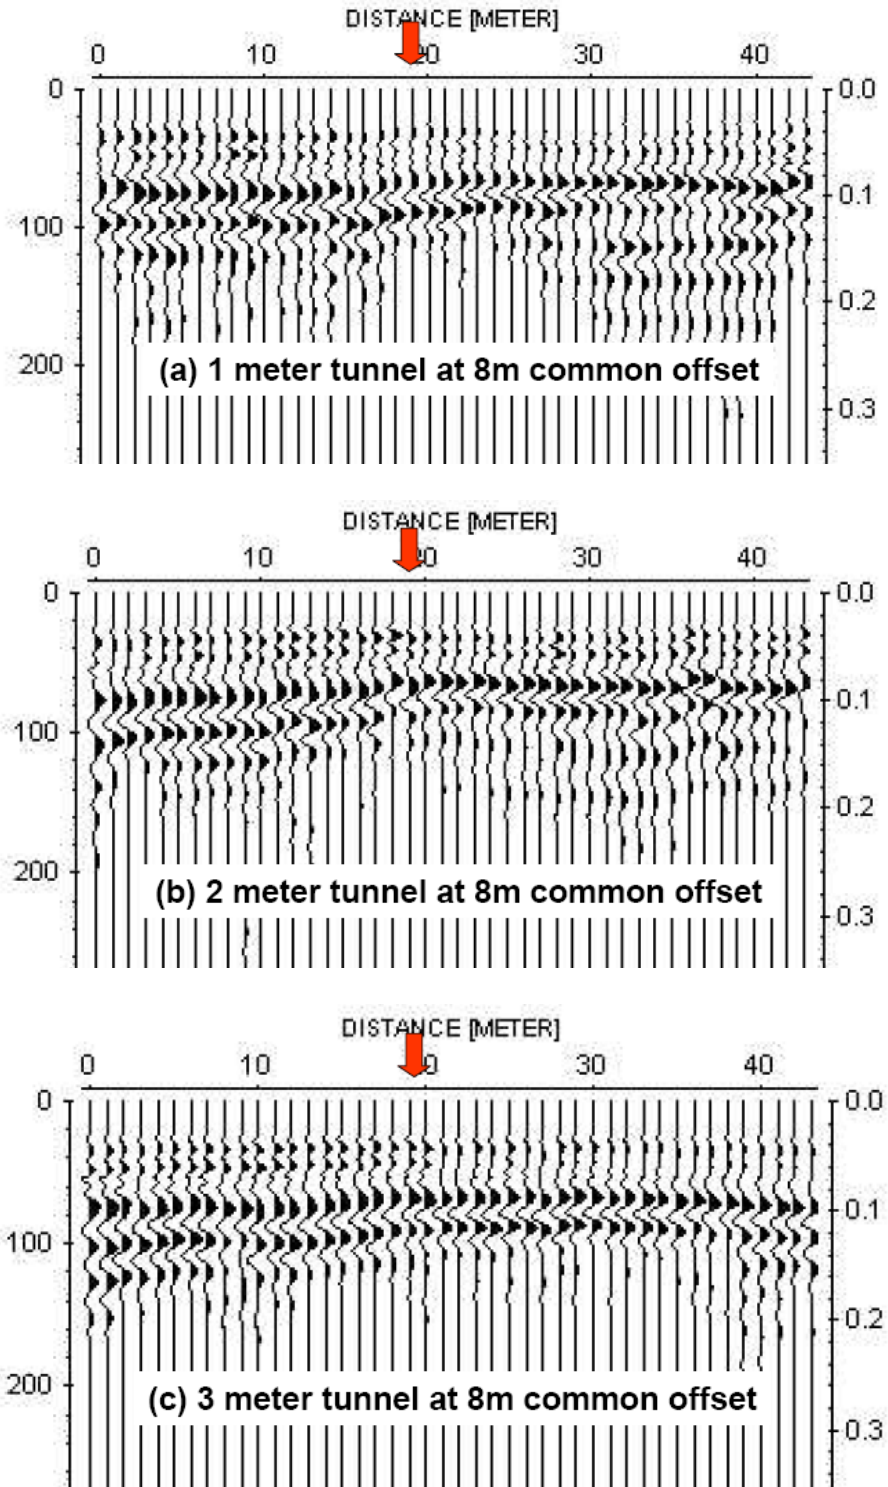 DISTANCE [METER]
0 10 20 30 40
0 0.0
0.1
100
0.2
200
(a) 1 meter tunnel at 8m common offset
0.3
DISTANCE [METER]
0 10 20 30 40
0 0.0
0.1
100
0.2
200
(b) 2 meter tunnel at 8m common offset
0.3
DISTANCE [METER]
0 10 20 30 40
0 0.0
0.1
100
0.2
200
(c) 3 meter tunnel at 8m common offset
0.3